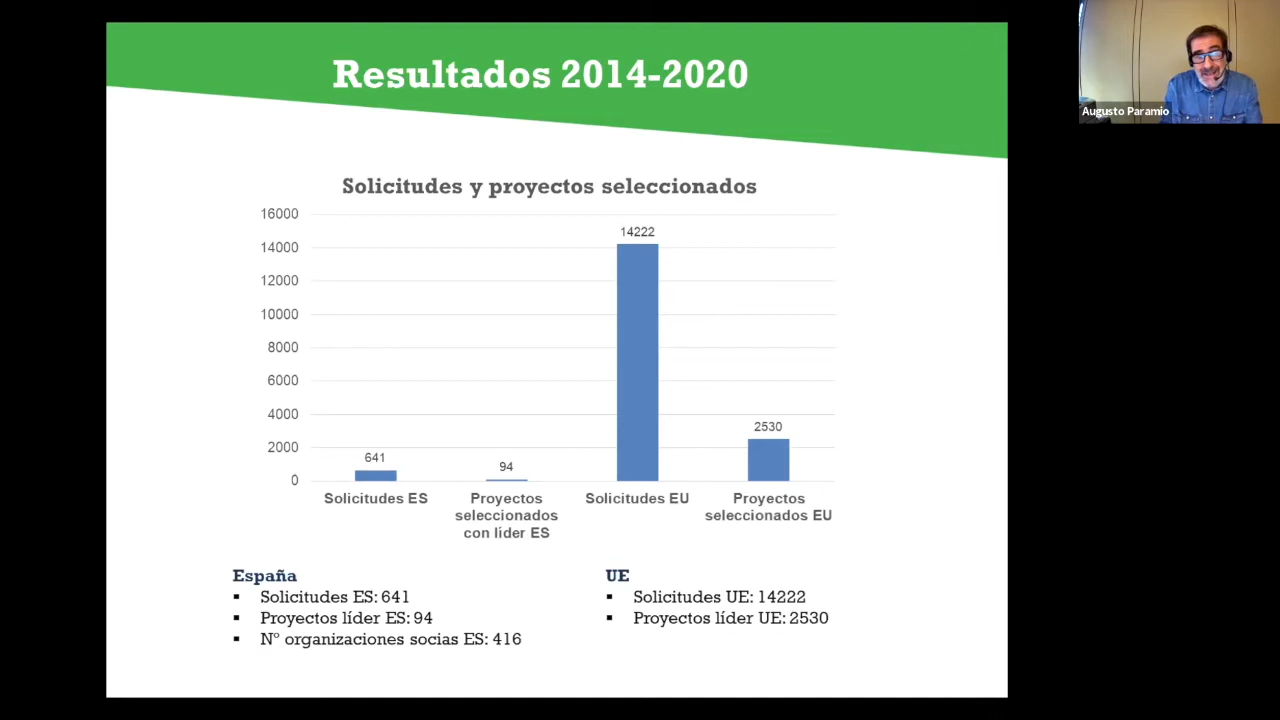 Resultados 2014-2020
Augusto Paramio
Solicitudes y proyectos seleccionados
16000
14000
12000
10000
8000
6000
4000
2000
0
641
94
14222
2530
Solicitudes ES
Proyectos
seleccionados
con líder ES
Solicitudes EU
Proyectos
seleccionados EU
España
▪ Solicitudes ES: 641
▪ Proyectos líder ES: 94
▪ Nº organizaciones socias ES: 416
UE
▪ Solicitudes UE: 14222
▪ Proyectos líder UE: 2530